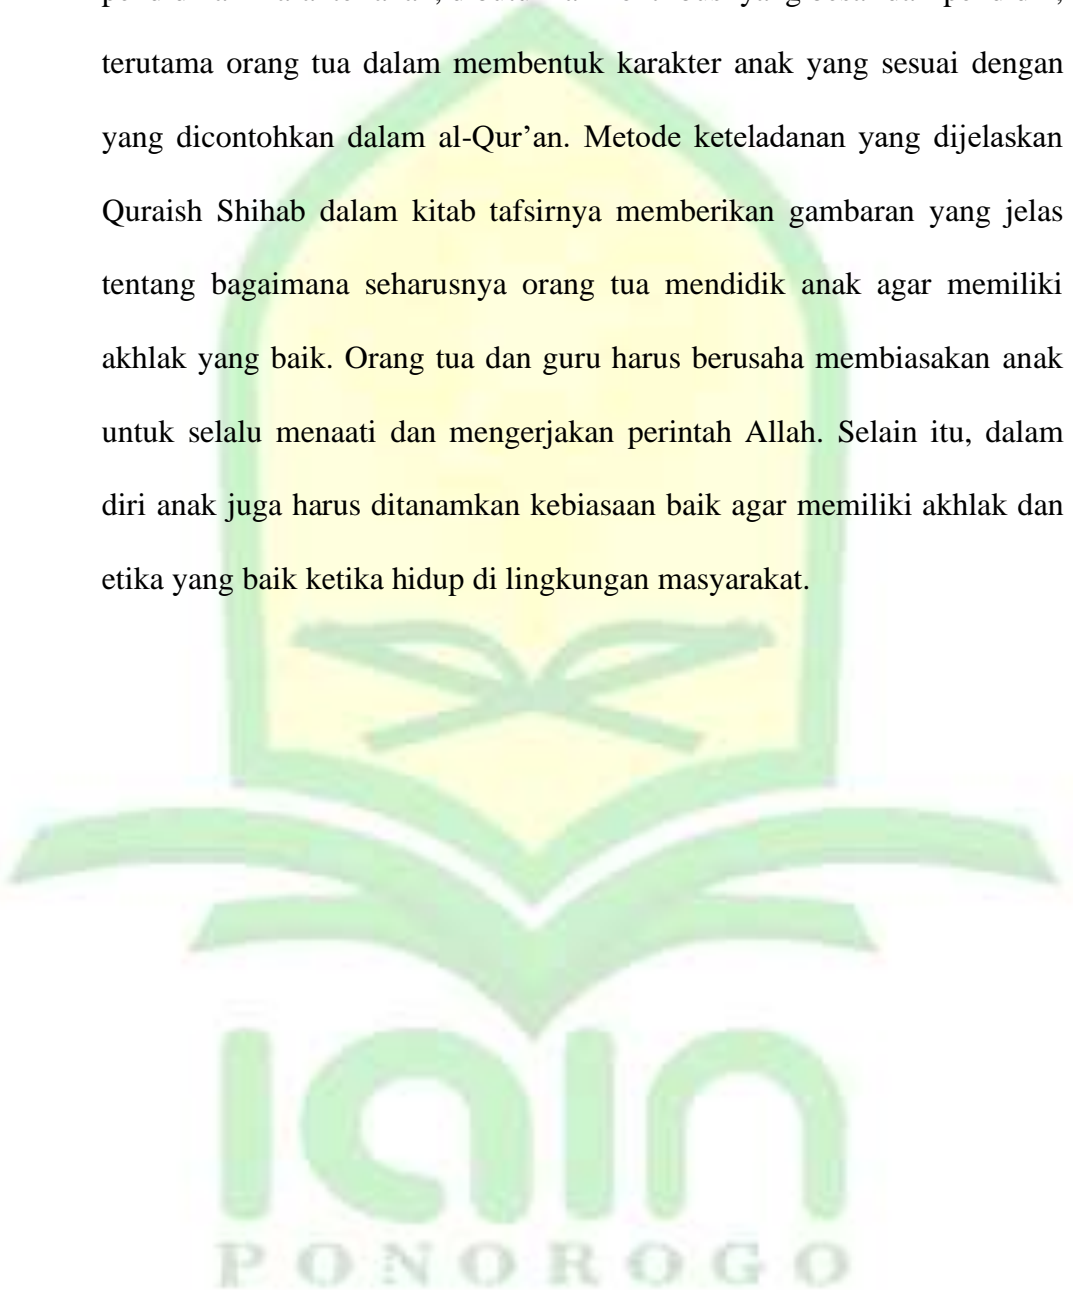 terutama orang tua dalam membentuk karakter anak yang sesuai dengan
yang dicontohkan dalam al-Qur’an. Metode keteladanan yang dijelaskan
Quraish Shihab dalam kitab tafsirnya memberikan gambaran yang jelas
tentang bagaimana seharusnya orang tua mendidik anak agar memiliki
akhlak yang baik. Orang tua dan guru harus berusaha membiasakan anak
untuk selalu menaati dan mengerjakan perintah Allah. Selain itu, dalam
diri anak juga harus ditanamkan kebiasaan baik agar memiliki akhlak dan
etika yang baik ketika hidup di lingkungan masyarakat.
iain
PONOROGO